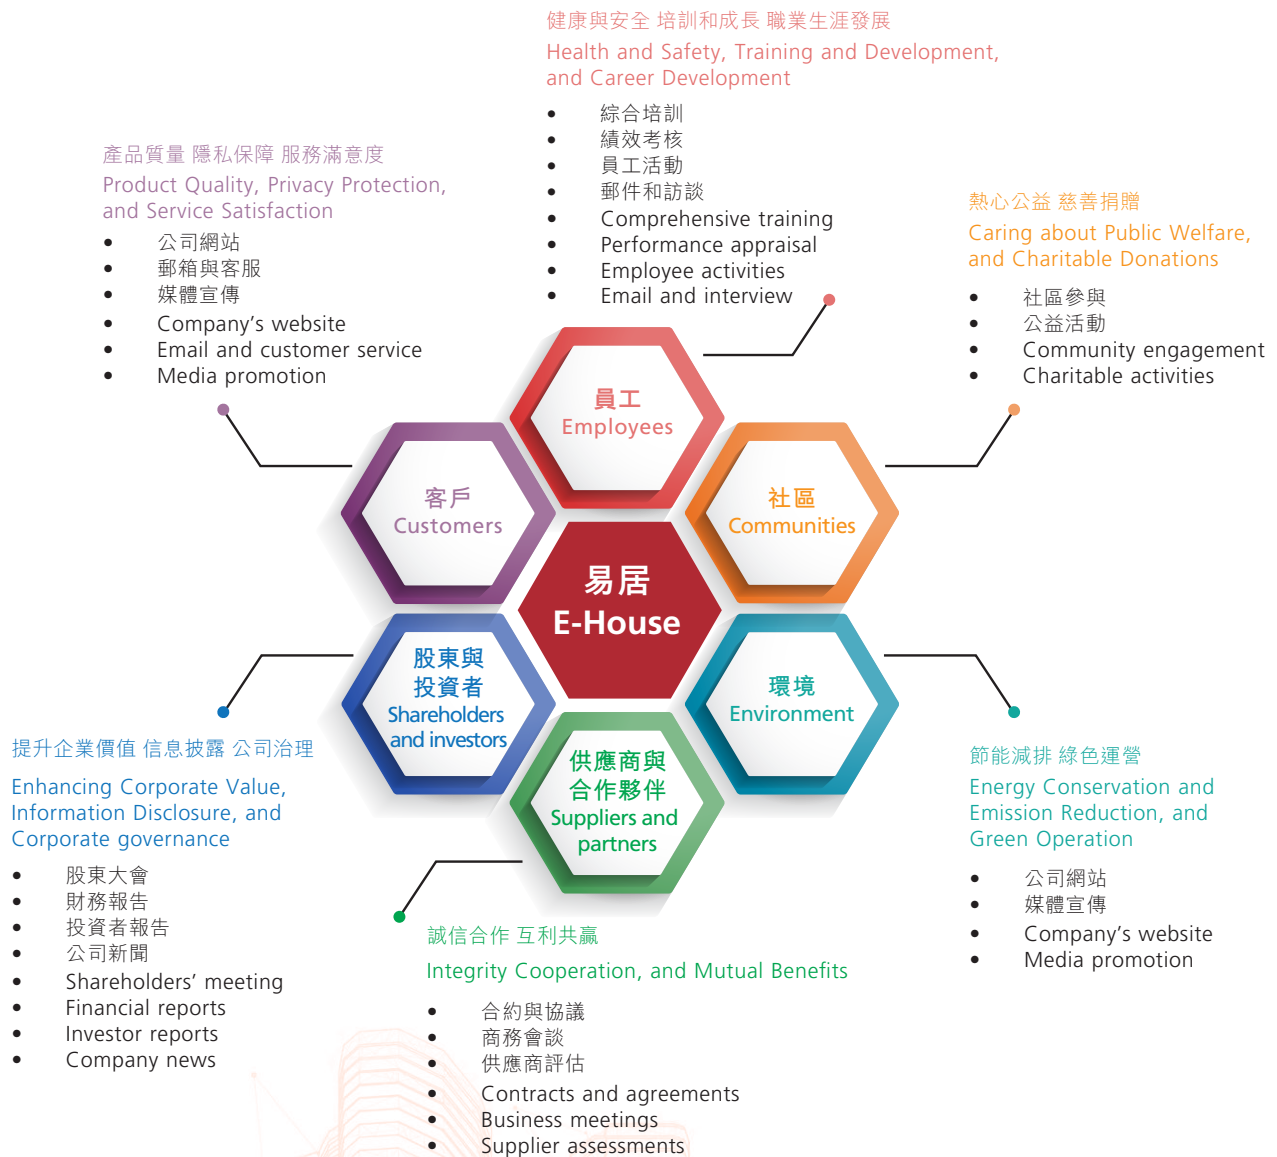 健康與安全 培訓和成長 職業生涯發展
Health and Safety, Training and Development,
and Career Development
• 綜合培訓
• 績效考核
• 員工活動
• 郵件和訪談
• Comprehensive training
• Performance appraisal
• Employee activities
• Email and interview
產品質量 隱私保障 服務滿意度
Product Quality, Privacy Protection,
and Service Satisfaction
• 公司網站
• 郵箱與客服
• 媒體宣傳
• Company’s website
• Email and customer service
• Media promotion
熱心公益 慈善捐贈
Caring about Public Welfare,
and Charitable Donations
• 社區參與
• 公益活動
• Community engagement
• Charitable activities
員工
Employees
客戶
Customers
社區
Communities
易居
E-House
股東與
投資者
Shareholders
and investors
環境
Environment
供應商與
合作夥伴
Suppliers and
partners
提升企業價值 信息披露 公司治理
Enhancing Corporate Value,
Information Disclosure, and
Corporate governance
• 股東大會
• 財務報告
• 投資者報告
• 公司新聞
• Shareholders’ meeting
• Financial reports
• Investor reports
• Company news
誠信合作 互利共贏
Integrity Cooperation, and Mutual Benefits
• 合約與協議
• 商務會談
• 供應商評估
• Contracts and agreements
• Business meetings
• Supplier assessments
節能減排 綠色運營
Energy Conservation and
Emission Reduction, and
Green Operation
• 公司網站
• 媒體宣傳
• Company’s website
• Media promotion